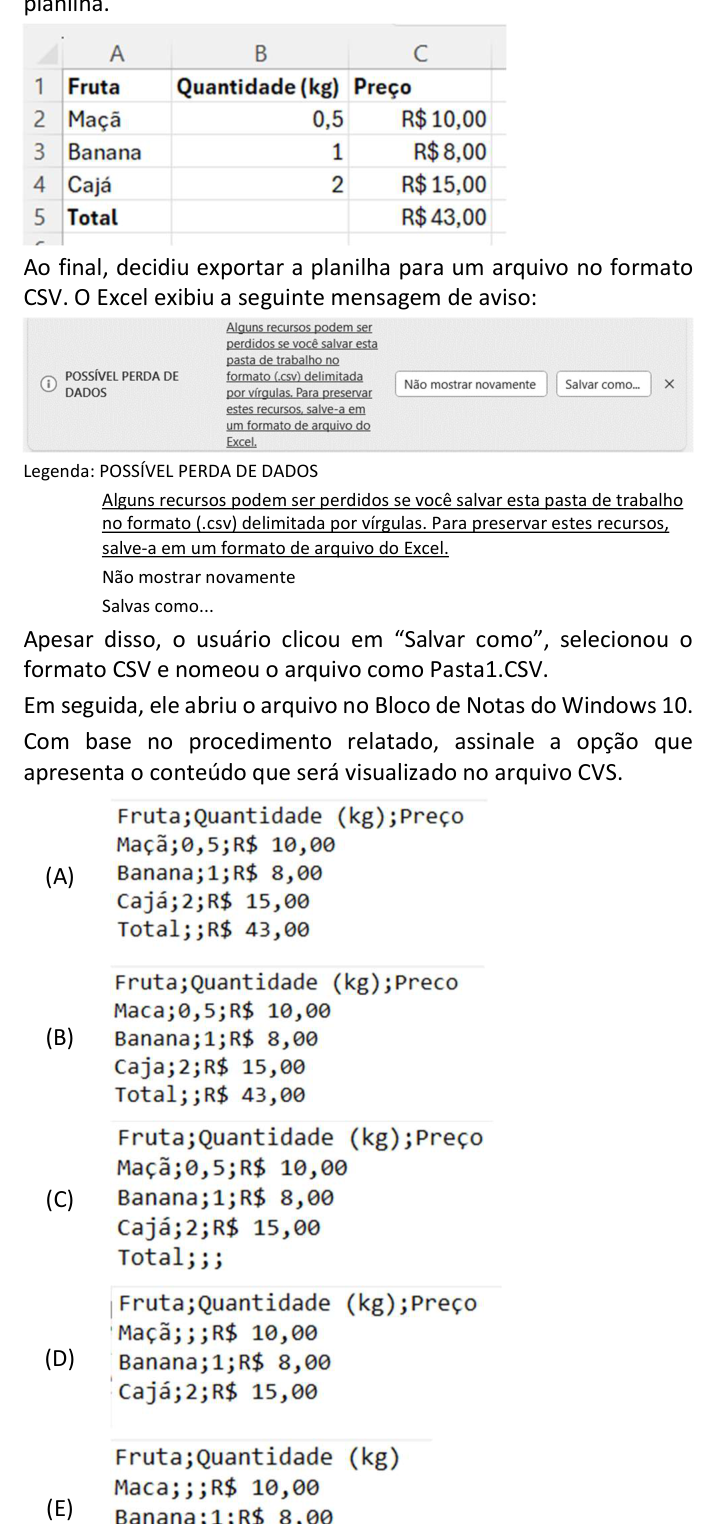 planilha.
A B C
1 Fruta Quantidade (kg) Preço
2 Maçã 0,5 R$ 10,00
3 Banana 1 R$ 8,00
4 Cajá 2 R$ 15,00
5 Total R$ 43,00
Ao final, decidiu exportar a planilha para um arquivo no formato
CSV. O Excel exibiu a seguinte mensagem de aviso:
POSSÍVEL PERDA DE
DADOS
Alguns recursos podem ser
perdidos se você salvar esta
pasta de trabalho no
formato (.csv) delimitada
por vírgulas. Para preservar
estes recursos, salve-a em
um formato de arquivo do
Excel.
Não mostrar novamente
Salvar como...
Legenda: POSSÍVEL PERDA DE DADOS
Alguns recursos podem ser perdidos se você salvar esta pasta de trabalho
no formato (.csv) delimitada por vírgulas. Para preservar estes recursos,
salve-a em um formato de arquivo do Excel.
Não mostrar novamente
Salvas como...
Apesar disso, o usuário clicou em “Salvar como”, selecionou o
formato CSV e nomeou o arquivo como Pasta1.CSV.
Em seguida, ele abriu o arquivo no Bloco de Notas do Windows 10.
Com base no procedimento relatado, assinale a opção que
apresenta o conteúdo que será visualizado no arquivo CVS.
(A)
Fruta;Quantidade (kg);Preço
Maçã;0,5;R$ 10,00
Banana;1;R$ 8,00
Cajá;2;R$ 15,00
Total;;R$ 43,00
(B)
Fruta;Quantidade (kg);Preco
Maca;0,5;R$ 10,00
Banana;1;R$ 8,00
Caja;2;R$ 15,00
Total;;R$ 43,00
(C)
Fruta;Quantidade (kg);Preço
Maçã;0,5;R$ 10,00
Banana;1;R$ 8,00
Cajá;2;R$ 15,00
Total;;;
(D)
Fruta;Quantidade (kg);Preço
Maçã;;;R$ 10,00
Banana;1;R$ 8,00
Cajá;2;R$ 15,00
(E)
Fruta;Quantidade (kg)
Maca;;;R$ 10,00
Banana;1;R$ 8,00